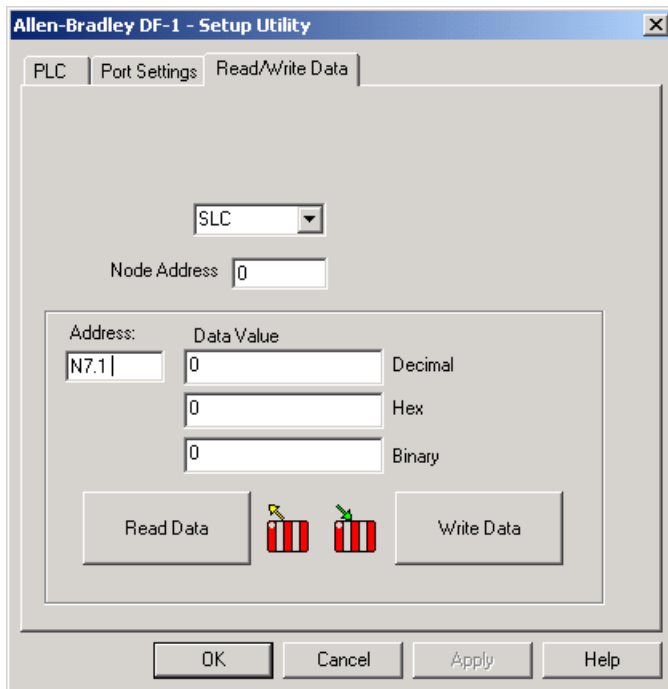 Allen-Bradley DF-1 - Setup Utility
PLC Port Settings Read/Write Data
SLC
Node Address 0
Address: Data Value
N7.1 0 Decimal
0 Hex
0 Binary
Read Data Write Data
OK Cancel Apply Help